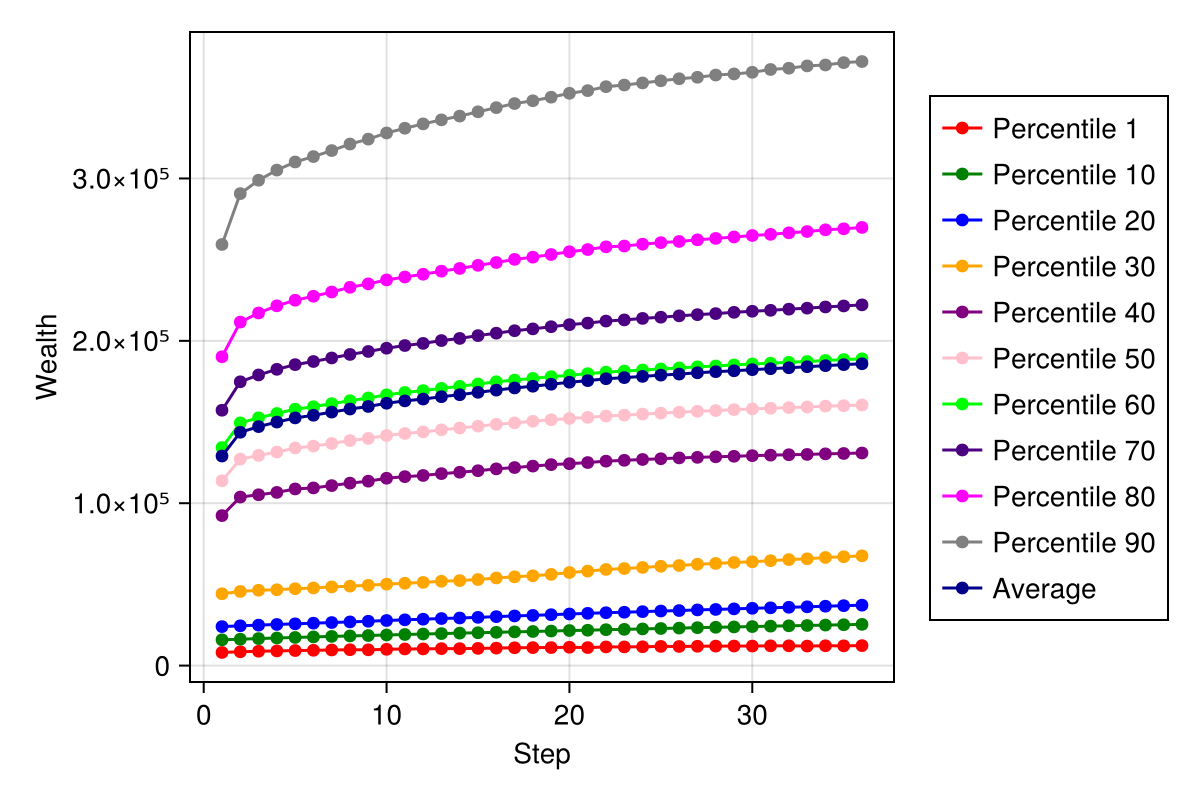 3.0×10⁵
2.0×10⁵
1.0×10⁵
0
Wealth
0 10 20 30
Step
Percentile 1
Percentile 10
Percentile 20
Percentile 30
Percentile 40
Percentile 50
Percentile 60
Percentile 70
Percentile 80
Percentile 90
Average